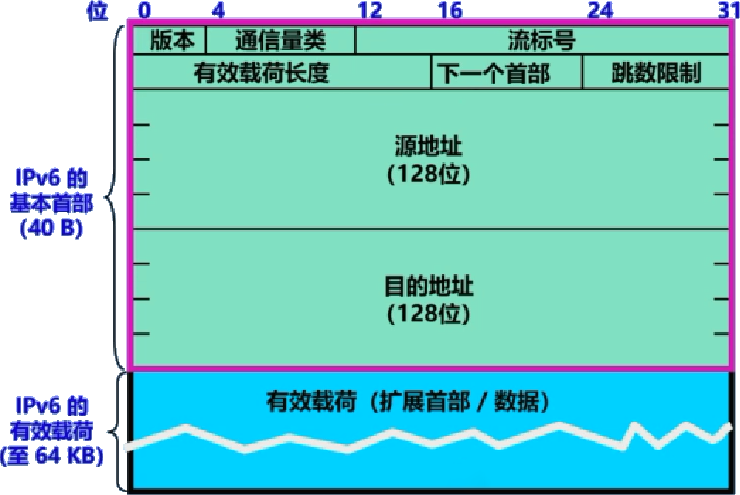 位 0 4 12 16 24 31
版本 通信量类 流标号
有效载荷长度 下一个首部 跳数限制
源地址
(128位)
IPv6 的
基本首部
(40 B)
目的地址
(128位)
有效载荷（扩展首部 / 数据）
IPv6 的
有效载荷
(至 64 KB)